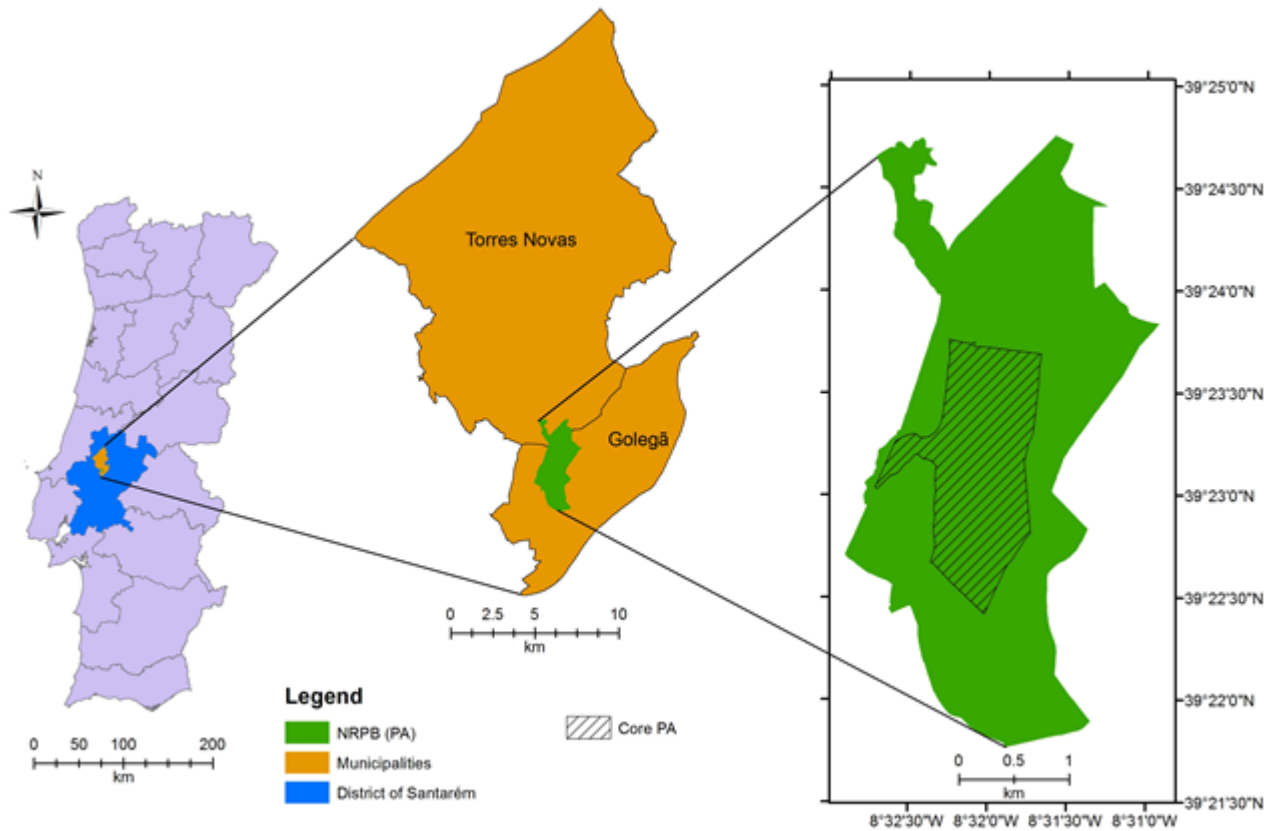 N
Torres Novas
Golegã
0 2.5 5 10
km
0 50 100 200
km
Legend
NRPB (PA)
Municipalities
District of Santarém
Core PA
39°25'0"N
39°24'30"N
39°24'0"N
39°23'30"N
39°23'0"N
39°22'30"N
39°22'0"N
39°21'30"N
0 0.5 1
km
8°32'30"W 8°32'0"W 8°31'30"W 8°31'0"W